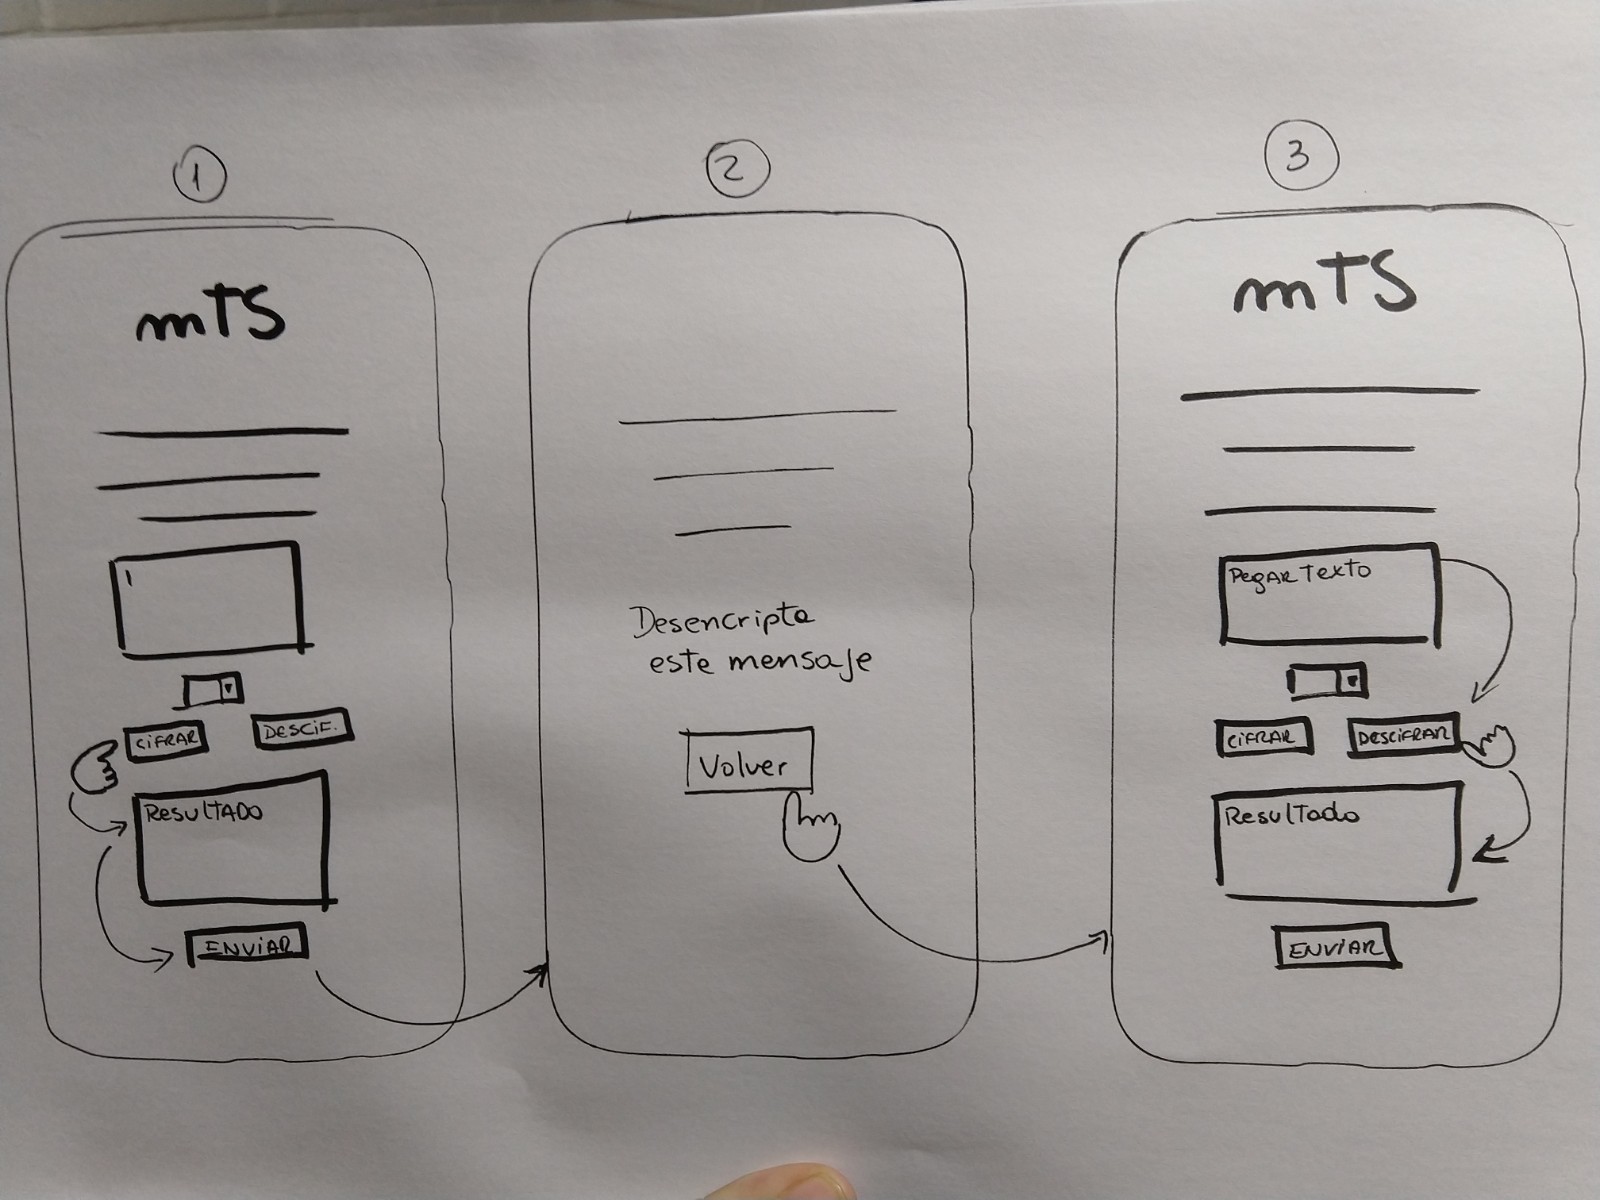 1
2
3
mTS
CIFRAR
DESCIF.
RESULTADO
ENVIAR
Desencripta
este mensaje
Volver
mTS
Pegar Texto
CIFRAR
DESCIFRAR
Resultado
ENVIAR